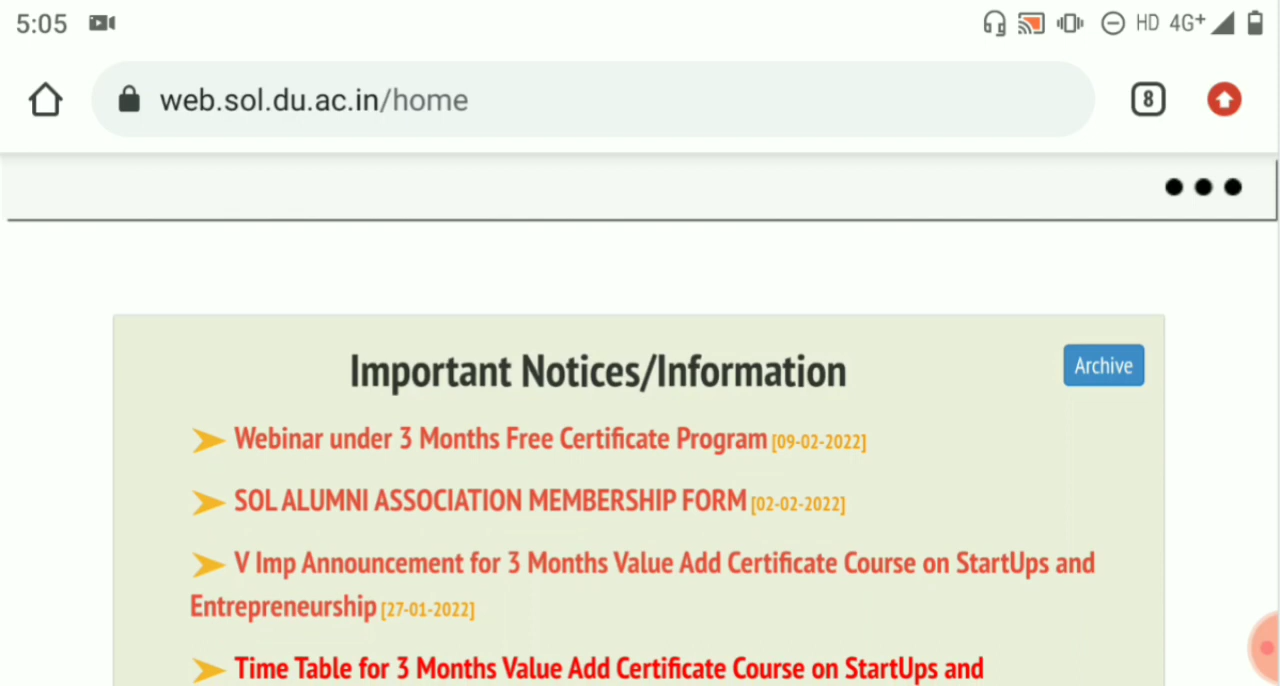 5:05 HD 4G+
web.sol.du.ac.in/home 8
Important Notices/Information Archive
Webinar under 3 Months Free Certificate Program [09-02-2022]
SOL ALUMNI ASSOCIATION MEMBERSHIP FORM [02-02-2022]
V Imp Announcement for 3 Months Value Add Certificate Course on StartUps and
Entrepreneurship [27-01-2022]
Time Table for 3 Months Value Add Certificate Course on StartUps and